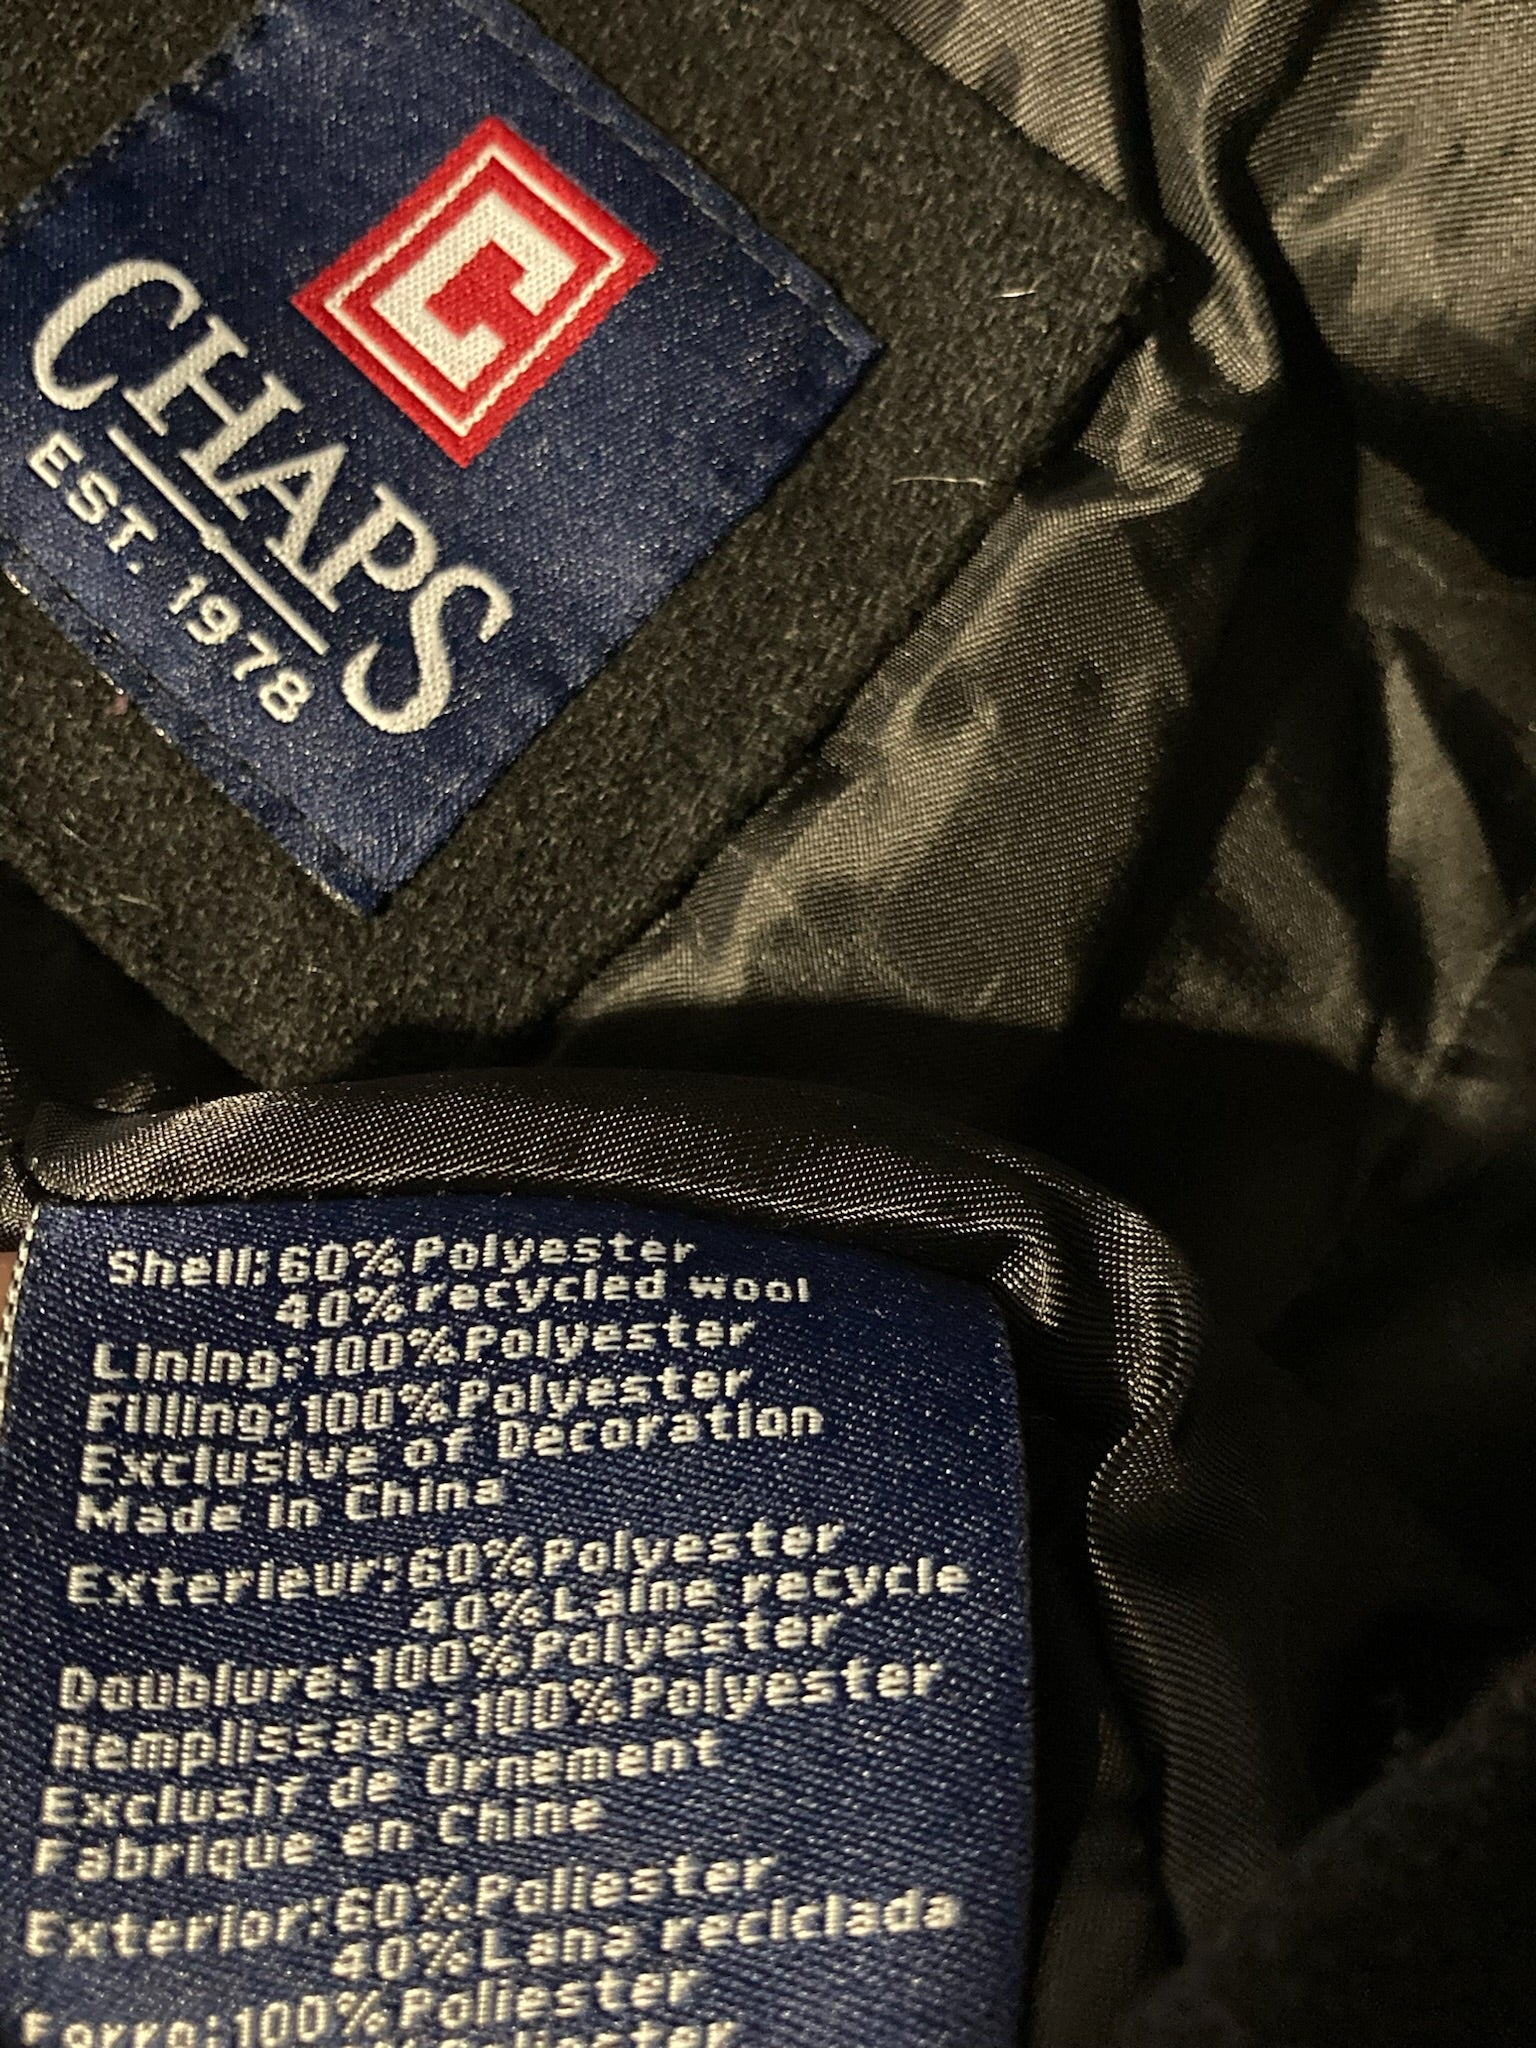 CHAPS
EST. 1978
Shell:60%Polyester
40%recycled wool
Lining:100%Polyester
Filling:100%Polyester
Exclusive of Decoration
Made in China
Exterieur:60%Polyester
40%Laine recycle
Doublure:100%Polyester
Remplissage:100%Polyester
Exclusif de Ornement
Fabrique en Chine
Exterior:60%Poliester
40%Lana reciclada
Forro:100%Poliester